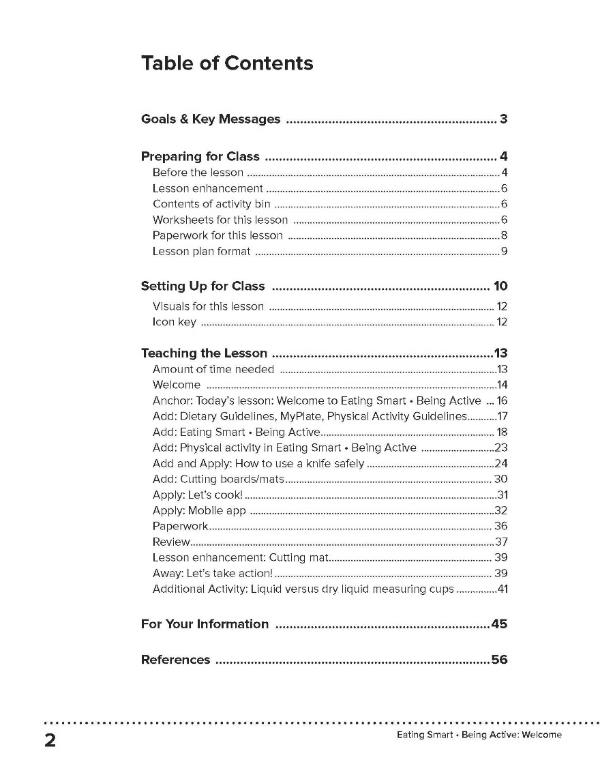 Table of Contents
Goals & Key Messages ............................................................ 3
Preparing for Class .................................................................. 4
Before the lesson ........................................................................................ 4
Lesson enhancement ................................................................................. 6
Contents of activity bin ............................................................................... 6
Worksheets for this lesson ........................................................................ 6
Paperwork for this lesson .......................................................................... 8
Lesson plan format ..................................................................................... 9
Setting Up for Class .............................................................. 10
Visuals for this lesson ............................................................................... 12
Icon key ...................................................................................................... 12
Teaching the Lesson ...............................................................13
Amount of time needed ............................................................................13
Welcome .....................................................................................................14
Anchor: Today's lesson: Welcome to Eating Smart • Being Active ... 16
Add: Dietary Guidelines, MyPlate, Physical Activity Guidelines..........17
Add: Eating Smart • Being Active............................................................ 18
Add: Physical activity in Eating Smart • Being Active ..........................23
Add and Apply: How to use a knife safely .............................................24
Add: Cutting boards/mats........................................................................ 30
Apply: Let's cook! ........................................................................................31
Apply: Mobile app .....................................................................................32
Paperwork.................................................................................................. 36
Review..........................................................................................................37
Lesson enhancement: Cutting mat......................................................... 39
Away: Let's take action! ............................................................................ 39
Additional Activity: Liquid versus dry liquid measuring cups ..............41
For Your Information .............................................................45
References ..............................................................................56
2
Eating Smart • Being Active: Welcome